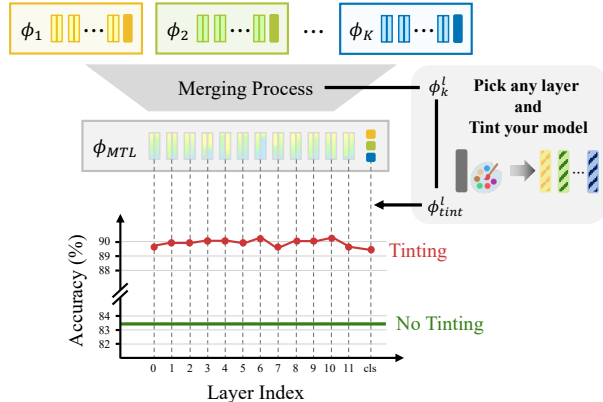 ϕ₁ ··· ϕ₂ ··· ... ϕ_K ···
Merging Process
ϕ_k^l
Pick any layer
and
Tint your model
ϕ_MTL
...
ϕ_tint^l
Accuracy (%)
90
89
88
84
83
82
Tinting
No Tinting
0 1 2 3 4 5 6 7 8 9 10 11 cls
Layer Index